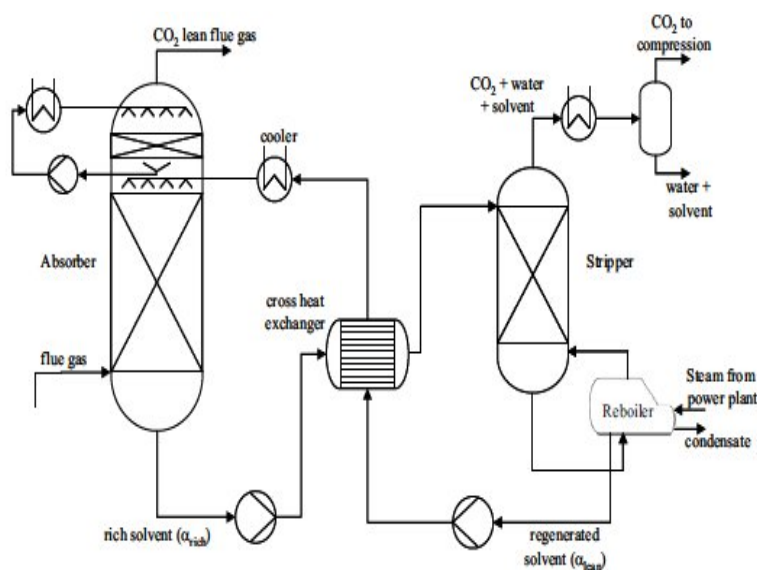 CO2 lean flue gas
CO2 to
compression
CO2 + water
+ solvent
cooler
water +
solvent
Absorber
Stripper
cross heat
exchanger
flue gas
Steam from
power plant
Reboiler
condensate
rich solvent (αrich)
regenerated
solvent (αlean)